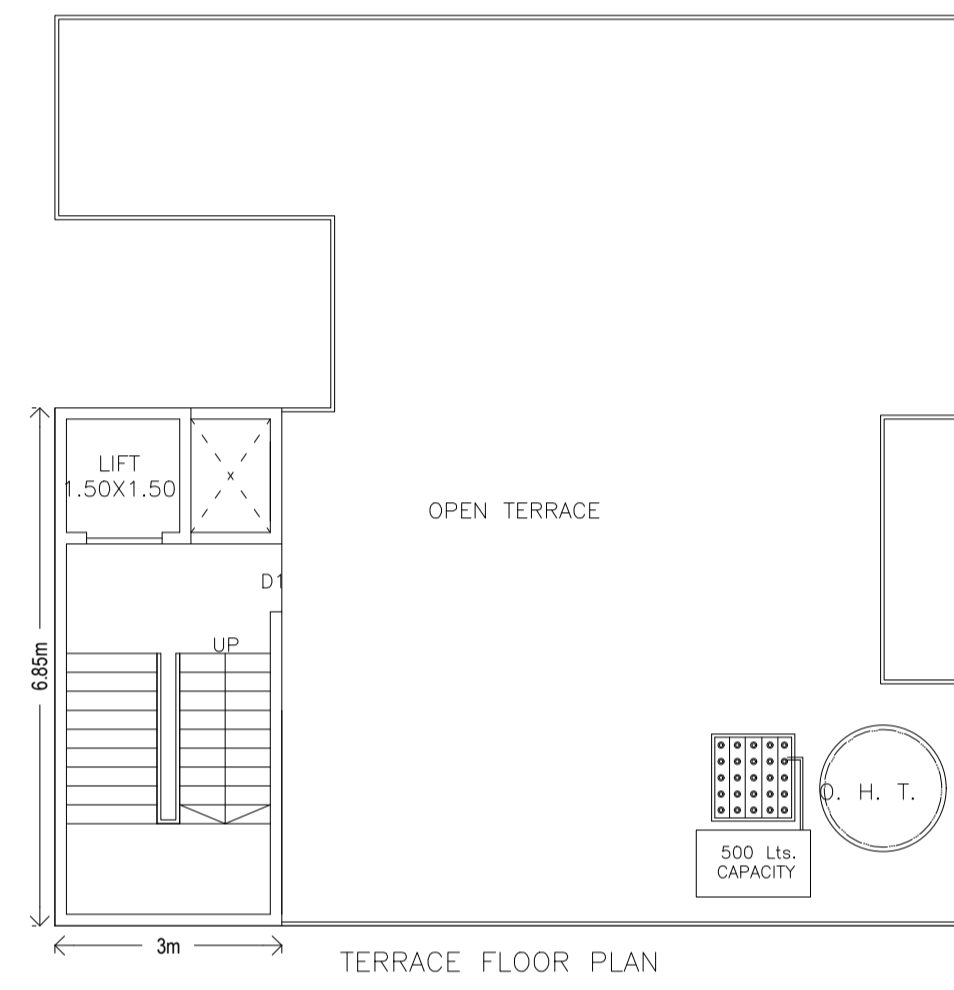 LIFT
1.50X1.50
OPEN TERRACE
D1
UP
6.85m
500 Lts.
CAPACITY
O. H. T.
3m
TERRACE FLOOR PLAN